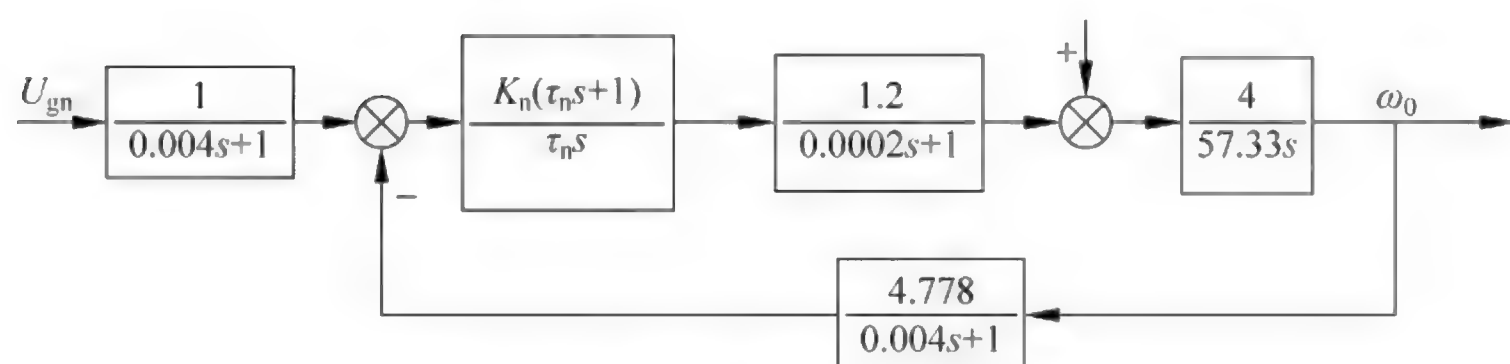 U_gn
1
0.004s+1
−
K_n(τ_n s+1)
τ_n s
1.2
0.0002s+1
+
4
57.33s
ω_0
4.778
0.004s+1